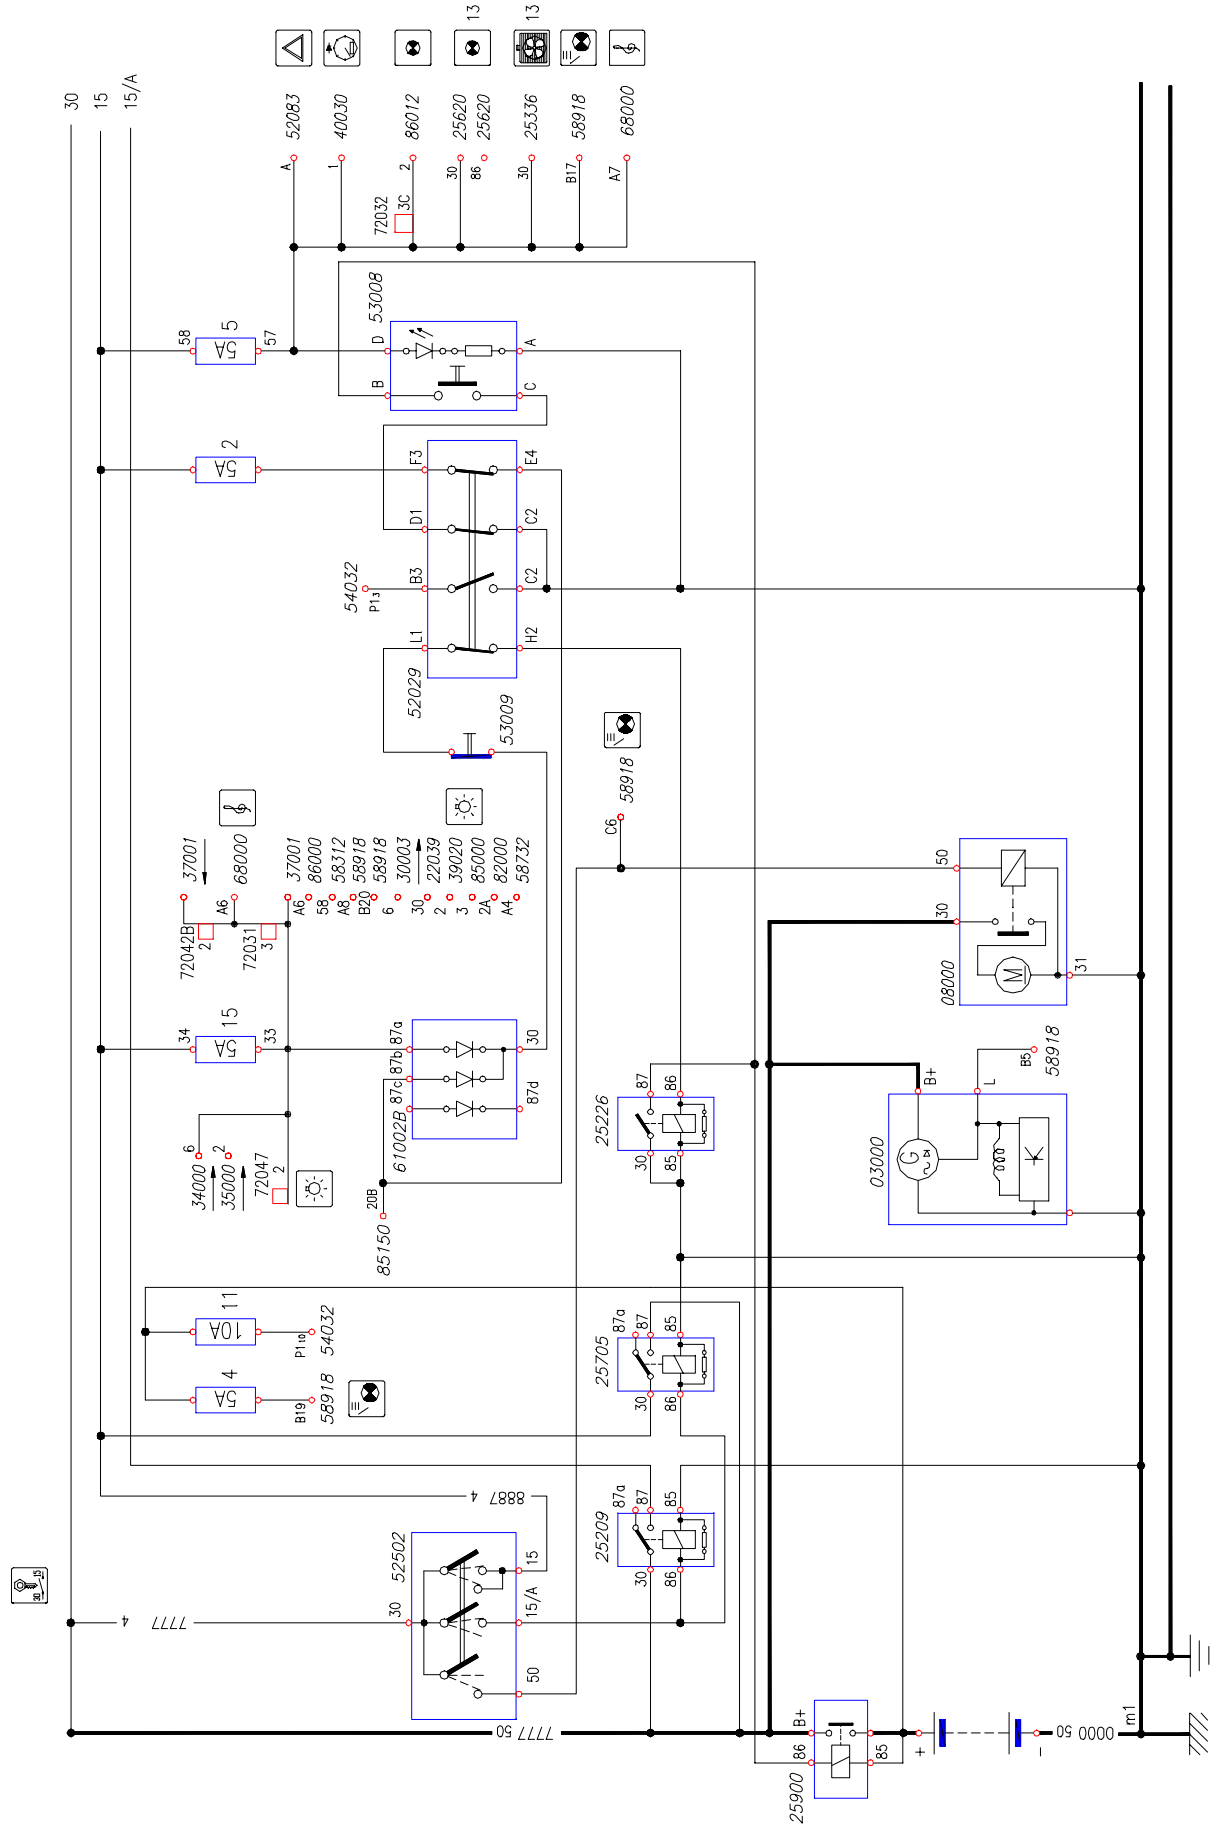 30
15
15/A
52083
40030
86012
25620
13
25620
25336
13
58918
68000
A
1
2
30
86
30
B17
A7
72032
3C
58
5A
5
57
53008
D
B
A
C
5A
2
F3
E4
D1
C2
54032
P13
B3
C2
L1
H2
52029
53009
58918
C6
37001
68000
A6
72042B
2
72031
3
37001
A6
86000
58
58312
A8
58918
B20
58918
6
30003
30
22039
2
39020
3
85000
2A
82000
A4
58732
34
5A
15
33
87a
87b
87c
30
87d
61002B
34000
6
35000
2
72047
2
85150
20B
50
30
08000
M
31
B+
L
B5
58918
03000
G
25226
87
86
30
85
10A
11
P110
54032
5A
4
B19
58918
25705
87a
87
85
30
86
25209
87a
87
85
30
86
8887
4
52502
30
15
15/A
50
30
15
7777
4
7777
50
B+
86
85
25900
+
-
0000
50
m1